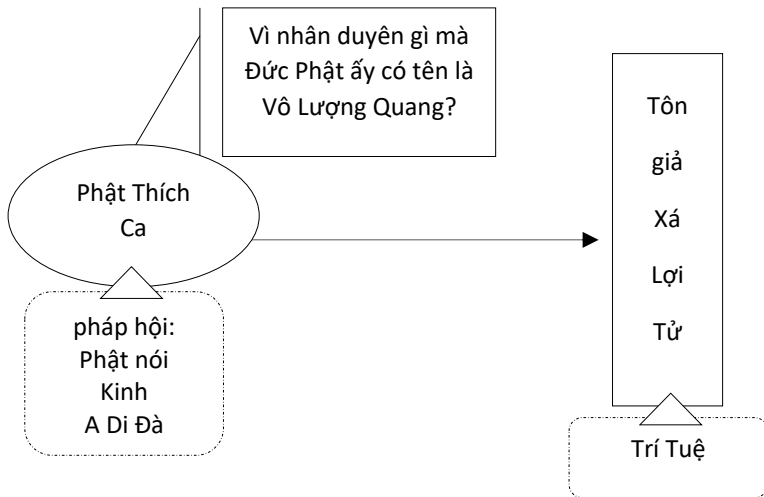 Vì nhân duyên gì mà
Đức Phật ấy có tên là
Vô Lượng Quang?
Phật Thích
Ca
pháp hội:
Phật nói
Kinh
A Di Đà
Tôn
giả
Xá
Lợi
Tử
Trí Tuệ